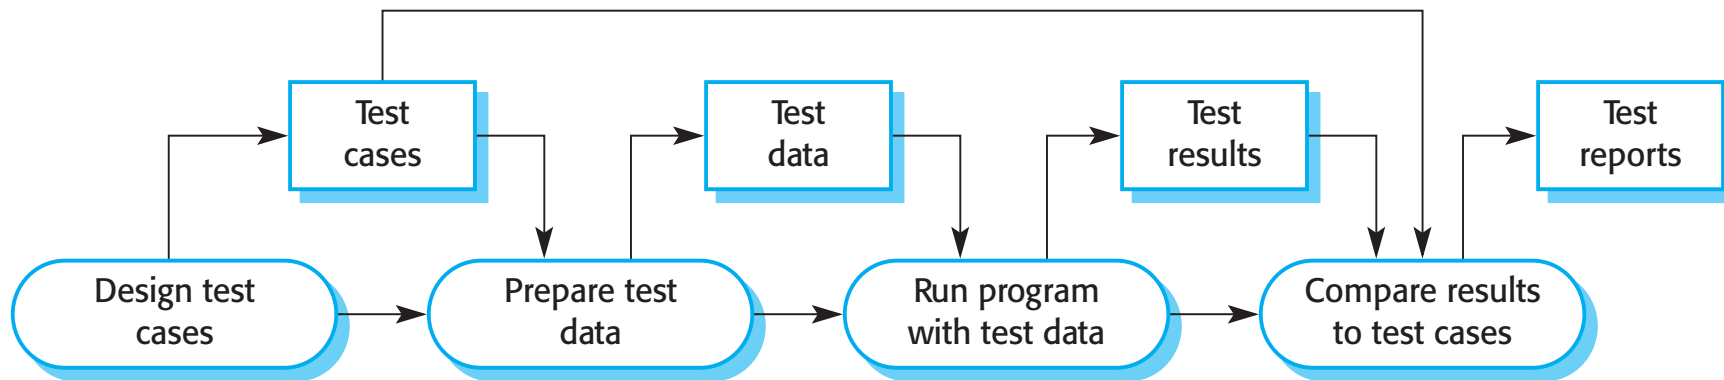 Test
cases
Test
data
Test
results
Test
reports
Design test
cases
Prepare test
data
Run program
with test data
Compare results
to test cases